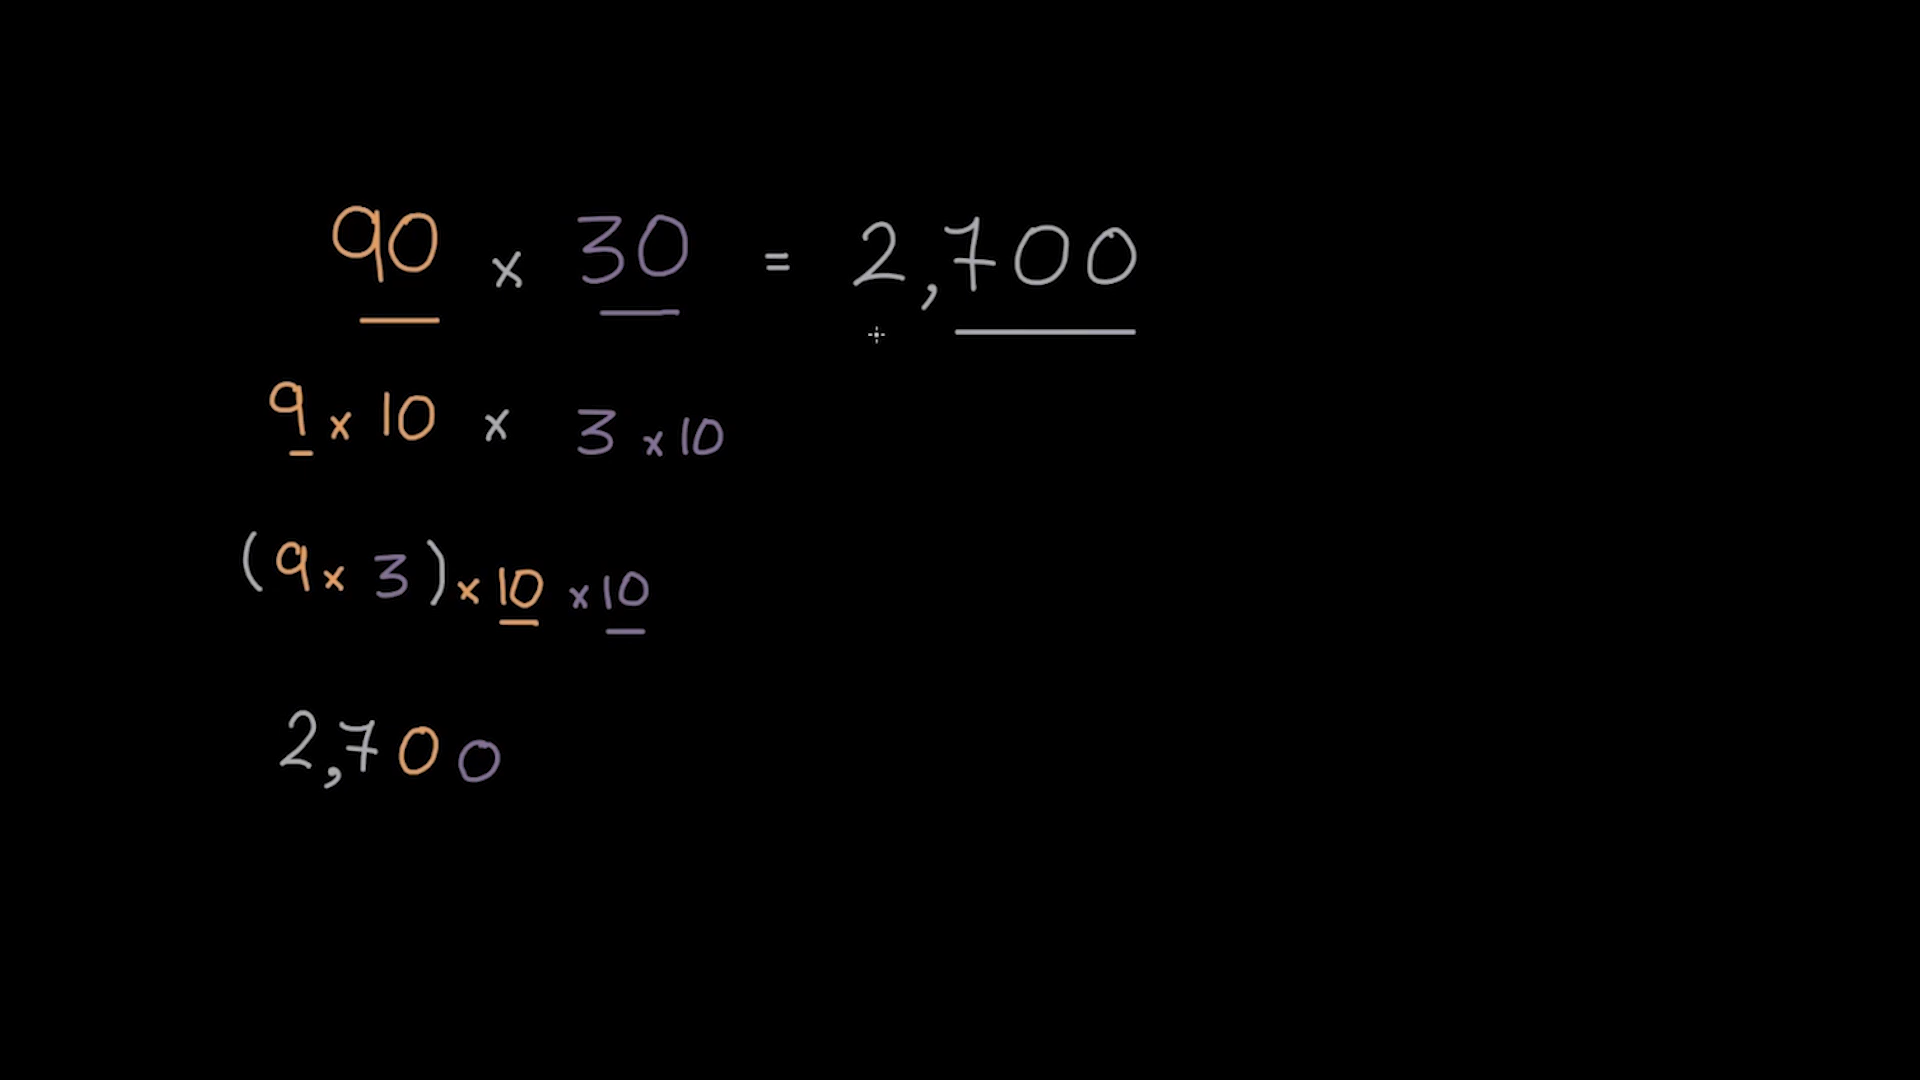 90 x 30 = 2,700
9 x 10 x 3 x 10
(9 x 3) x 10 x 10
2,700